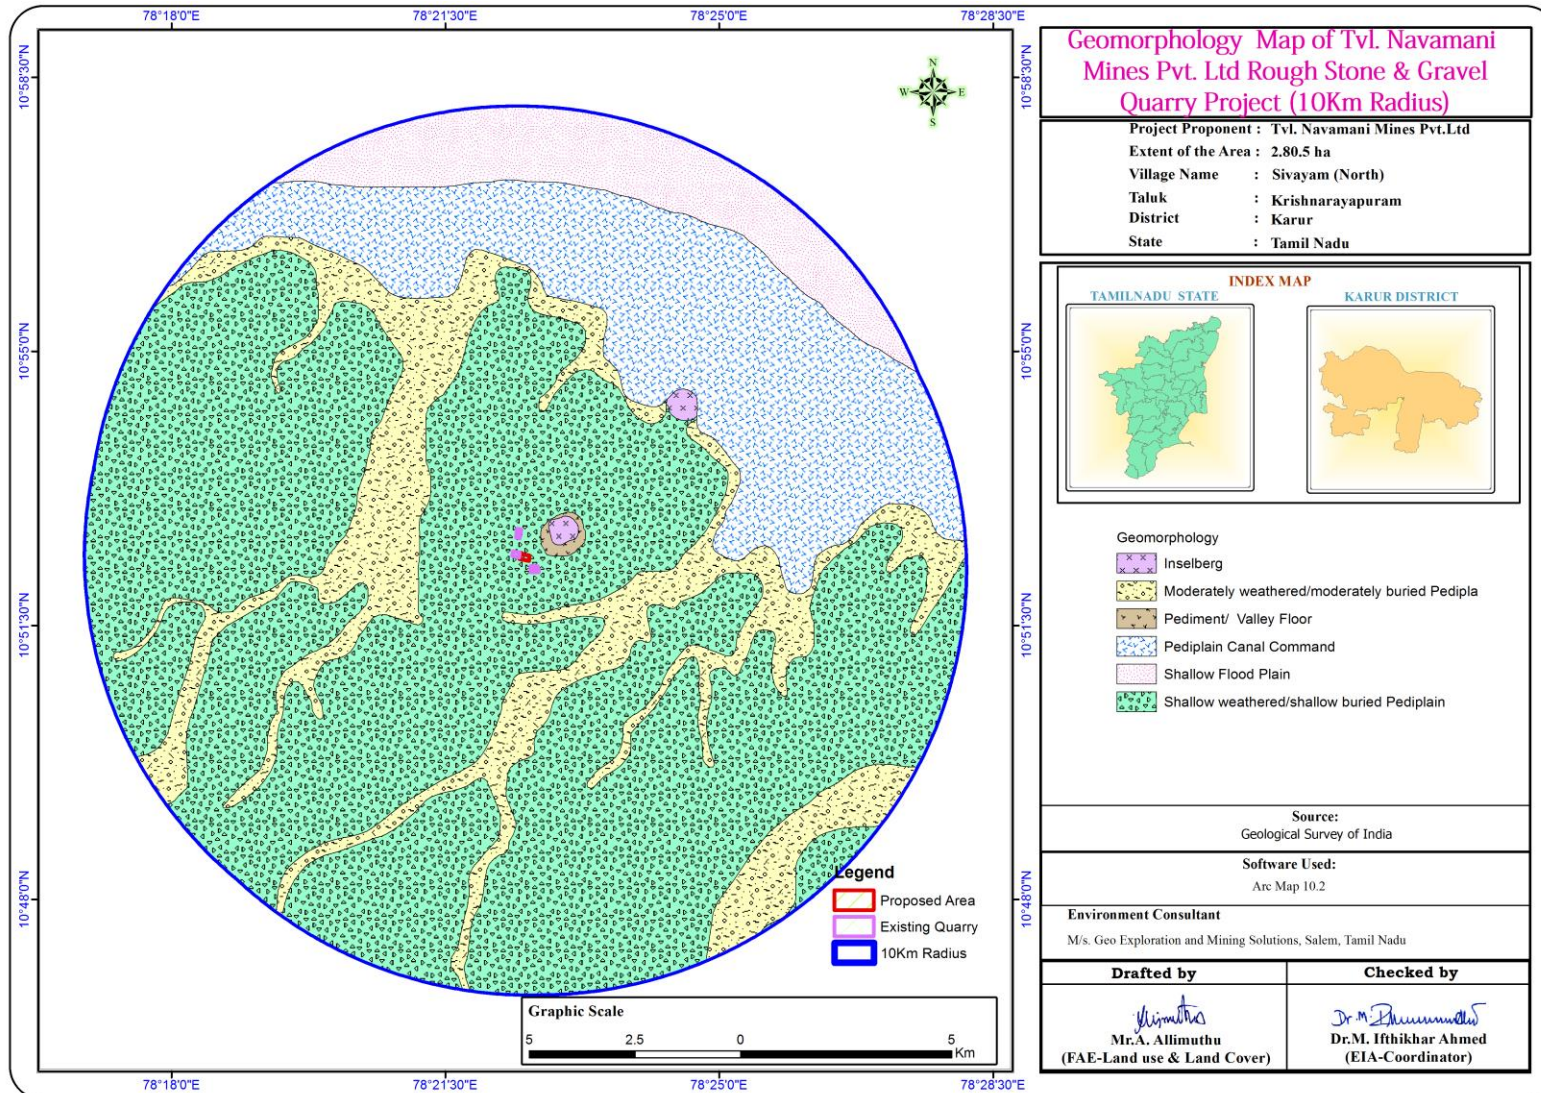 78°18'0"E 78°21'30"E 78°25'0"E 78°28'30"E
10°58'30"N
10°55'0"N
10°51'30"N
10°48'0"N
N
W E
S
Legend
Proposed Area
Existing Quarry
10Km Radius
Graphic Scale
5 2.5 0 5
Km
78°18'0"E 78°21'30"E 78°25'0"E 78°28'30"E
10°58'30"N
10°55'0"N
10°51'30"N
10°48'0"N
Geomorphology Map of Tvl. Navamani
Mines Pvt. Ltd Rough Stone & Gravel
Quarry Project (10Km Radius)
Project Proponent : Tvl. Navamani Mines Pvt.Ltd
Extent of the Area : 2.80.5 ha
Village Name : Sivayam (North)
Taluk : Krishnarayapuram
District : Karur
State : Tamil Nadu
INDEX MAP
TAMILNADU STATE KARUR DISTRICT
Geomorphology
Inselberg
Moderately weathered/moderately buried Pedipla
Pediment/ Valley Floor
Pediplain Canal Command
Shallow Flood Plain
Shallow weathered/shallow buried Pediplain
Source:
Geological Survey of India
Software Used:
Arc Map 10.2
Environment Consultant
M/s. Geo Exploration and Mining Solutions, Salem, Tamil Nadu
Drafted by
Mr.A. Allimuthu
(FAE-Land use & Land Cover)
Checked by
Dr. M.
Dr.M. Ifthikhar Ahmed
(EIA-Coordinator)